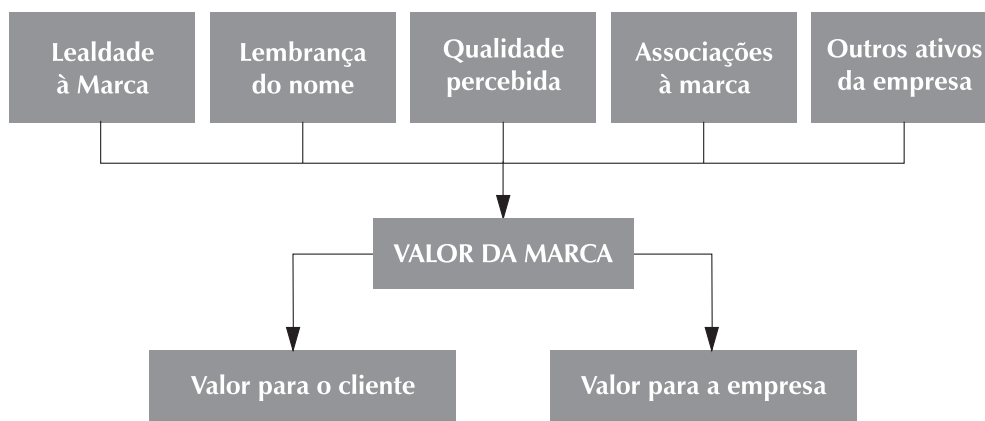 Lealdade
à Marca
Lembrança
do nome
Qualidade
percebida
Associações
à marca
Outros ativos
da empresa
VALOR DA MARCA
Valor para o cliente
Valor para a empresa